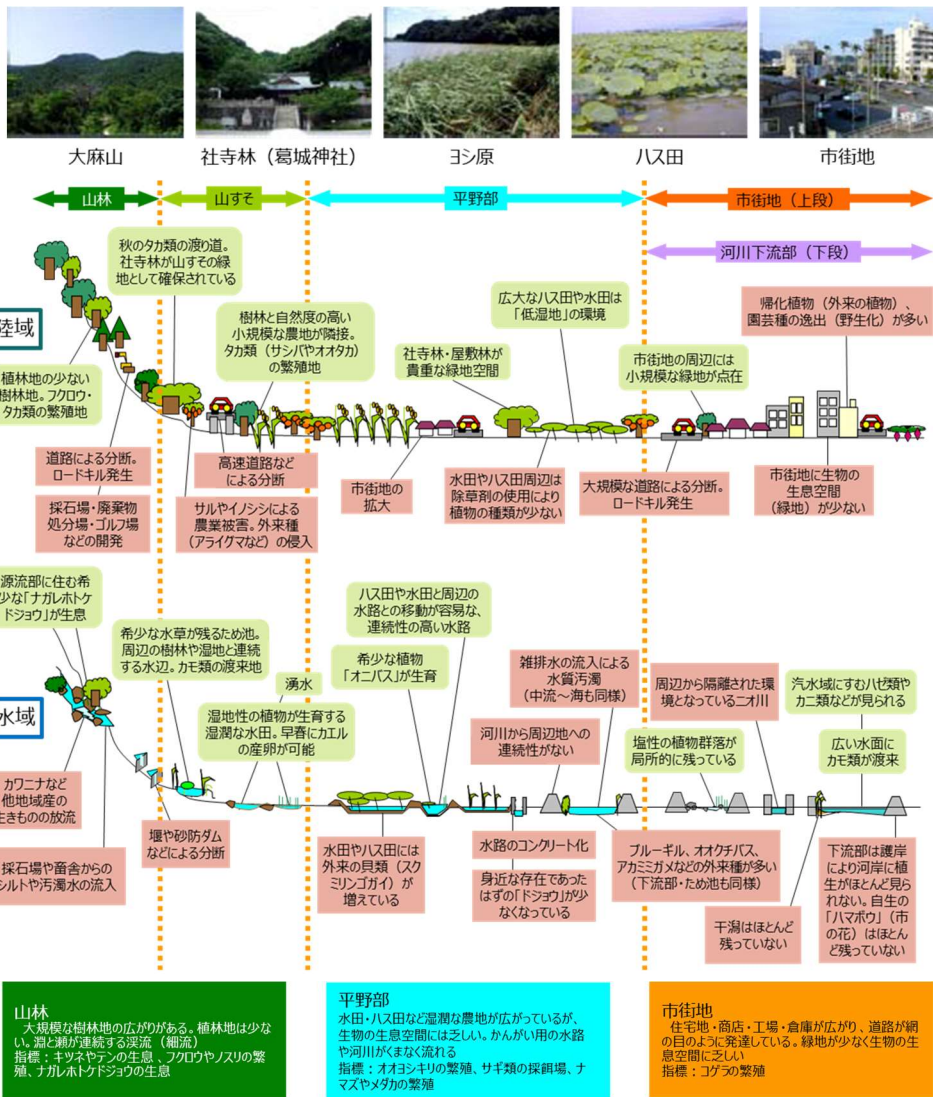 大麻山
社寺林（葛城神社）
ヨシ原
ハス田
市街地
山林
山すそ
平野部
市街地（上段）
河川下流部（下段）
陸域
秋のタカ類の渡り道。
社寺林が山すその緑
地として確保されている
樹林と自然度の高い
小規模な農地が隣接。
タカ類（サシバやオオタカ）
の繁殖地
社寺林・屋敷林が
貴重な緑地空間
広大なハス田や水田は
「低湿地」の環境
市街地の周辺には
小規模な緑地が点在
帰化植物（外来の植物）、
園芸種の逸出（野生化）が多い
植林地の少ない
樹林地。フクロウ・
タカ類の繁殖地
道路による分断。
ロードキル発生
採石場・廃棄物
処分場・ゴルフ場
などの開発
高速道路など
による分断
サルやイノシシによる
農業被害。外来種
（アライグマなど）の侵入
市街地の
拡大
水田やハス田周辺は
除草剤の使用により
植物の種類が少ない
大規模な道路による分断。
ロードキル発生
市街地に生物の
生息空間
（緑地）が少ない
水域
源流部に住む希
少な「ナガレホトケ
ドジョウ」が生息
希少な水草が残るため池。
周辺の樹林や湿地と連続
する水辺。カモ類の渡来地
湧水
湿地性の植物が生育する
湿潤な水田。早春にカエル
の産卵が可能
ハス田や水田と周辺の
水路との移動が容易な、
連続性の高い水路
希少な植物
「オニバス」が生育
雑排水の流入による
水質汚濁
（中流～海も同様）
河川から周辺地への
連続性がない
周辺から隔離された環
境となっている二オ川
塩性の植物群落が
局所的に残っている
汽水域にすむハゼ類や
カニ類などが見られる
広い水面に
カモ類が渡来
カワニナなど
他地域産の
生きものの放流
採石場や畜舎からの
シルトや汚濁水の流入
堰や砂防ダム
などによる分断
水田やハス田には
外来の貝類（スク
ミリンゴガイ）が
増えている
水路のコンクリート化
身近な存在であった
はずの「ドジョウ」が少
なくなっている
ブルーギル、オオクチバス、
アカミミガメなどの外来種が多い
（下流部・ため池も同様）
干潟はほとんど
残っていない
下流部は護岸
により河岸に植
生がほとんど見ら
れない。自生の
「ハマボウ」（市
の花）はほとん
ど残っていない
山林
大規模な樹林地の広がりがある。植林地は少な
い。淵と瀬が連続する渓流（細流）
指標：キツネやテンの生息、フクロウやノスリの繁
殖、ナガレホトケドジョウの生息
平野部
水田・ハス田など湿潤な農地が広がっているが、
生物の生息空間には乏しい。かんがい用の水路
や河川がくまなく流れる
指標：オオヨシキリの繁殖、サギ類の採餌場、ナ
マズやメダカの繁殖
市街地
住宅地・商店・工場・倉庫が広がり、道路が網
の目のように発達している。緑地が少なく生物の生
息空間に乏しい
指標：コゲラの繁殖